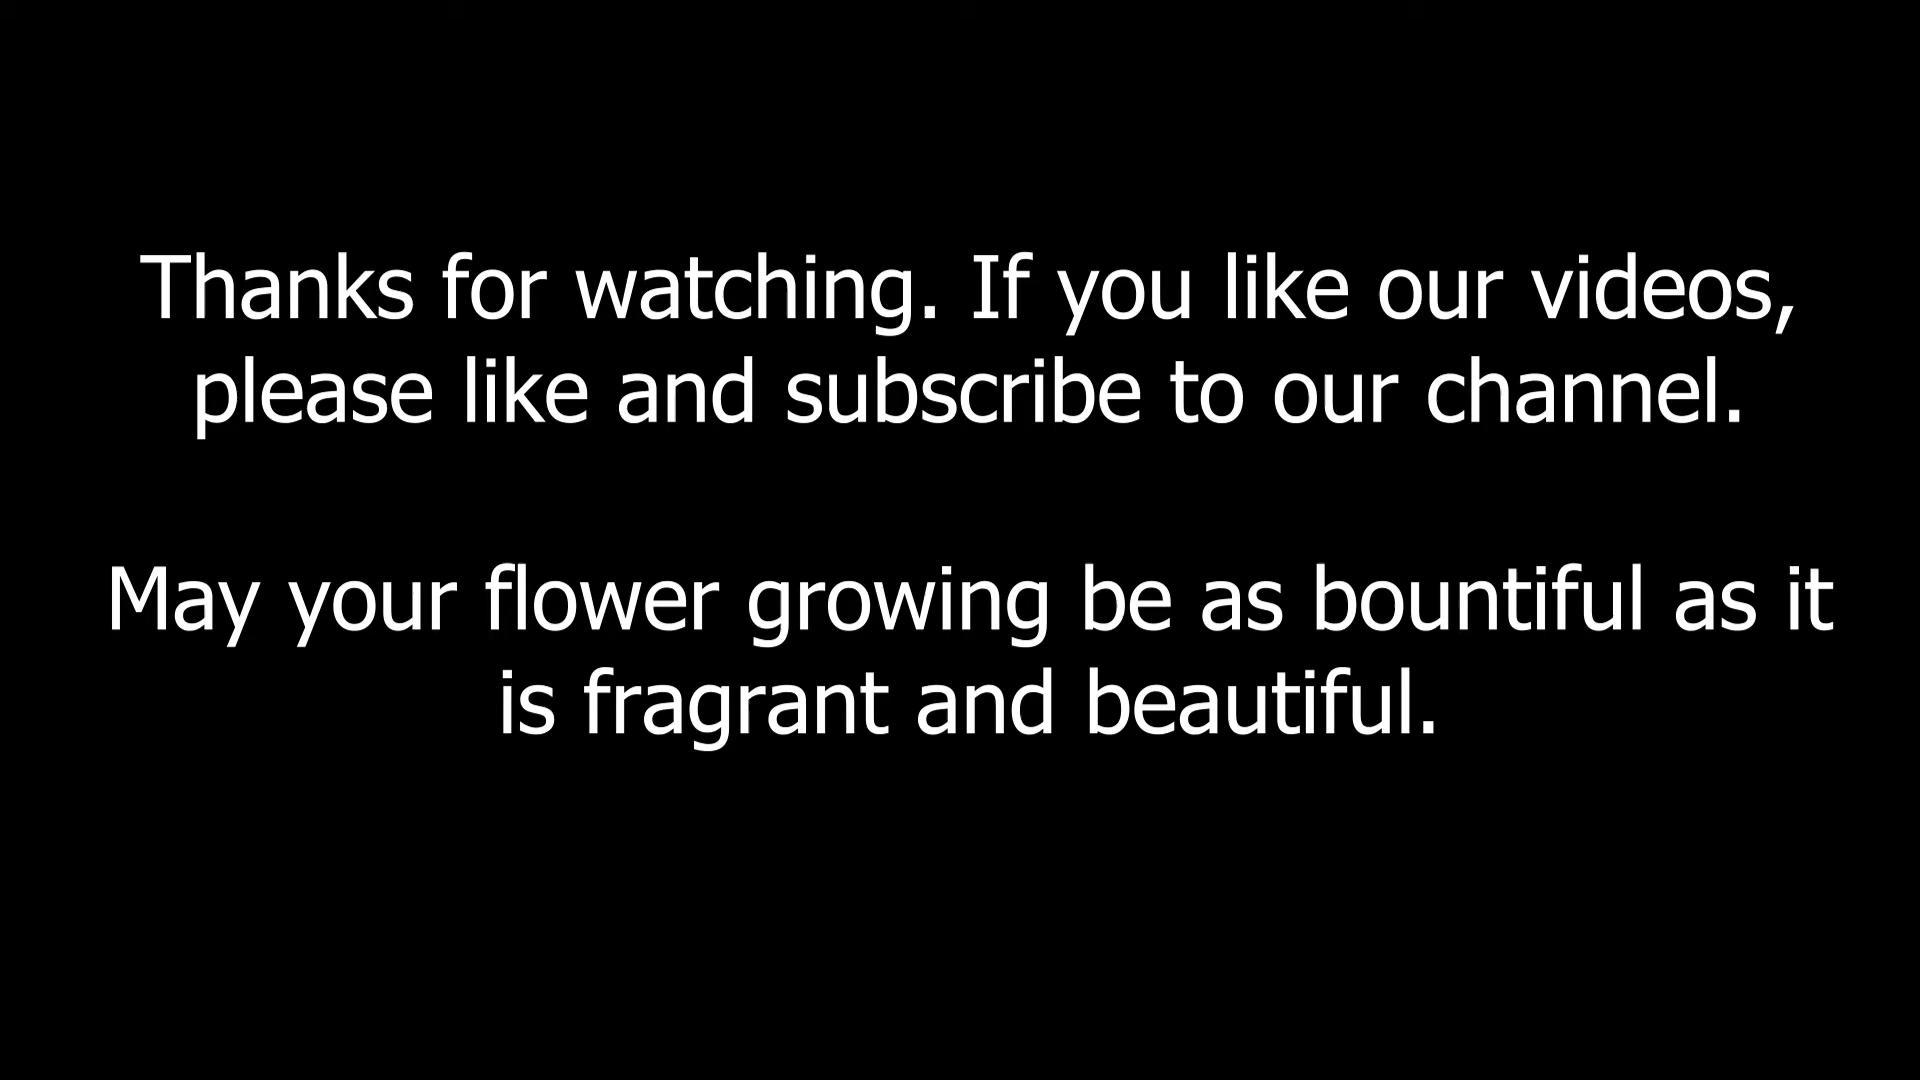 Thanks for watching. If you like our videos,
please like and subscribe to our channel.
May your flower growing be as bountiful as it
is fragrant and beautiful.